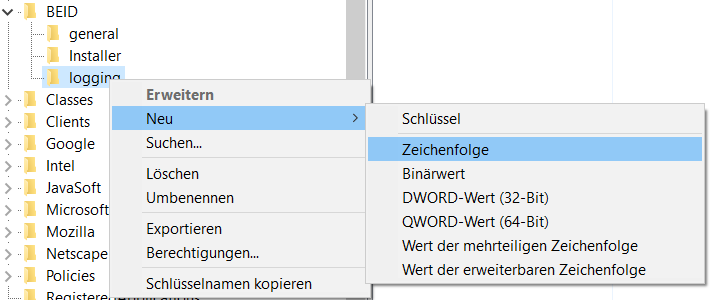 BEID
general
Installer
logging
Classes
Clients
Google
Intel
JavaSoft
Microsoft
Mozilla
Netscape
Policies
Erweitern
Neu
Suchen...
Löschen
Umbenennen
Exportieren
Berechtigungen...
Schlüsselnamen kopieren
Schlüssel
Zeichenfolge
Binärwert
DWORD-Wert (32-Bit)
QWORD-Wert (64-Bit)
Wert der mehrteiligen Zeichenfolge
Wert der erweiterbaren Zeichenfolge